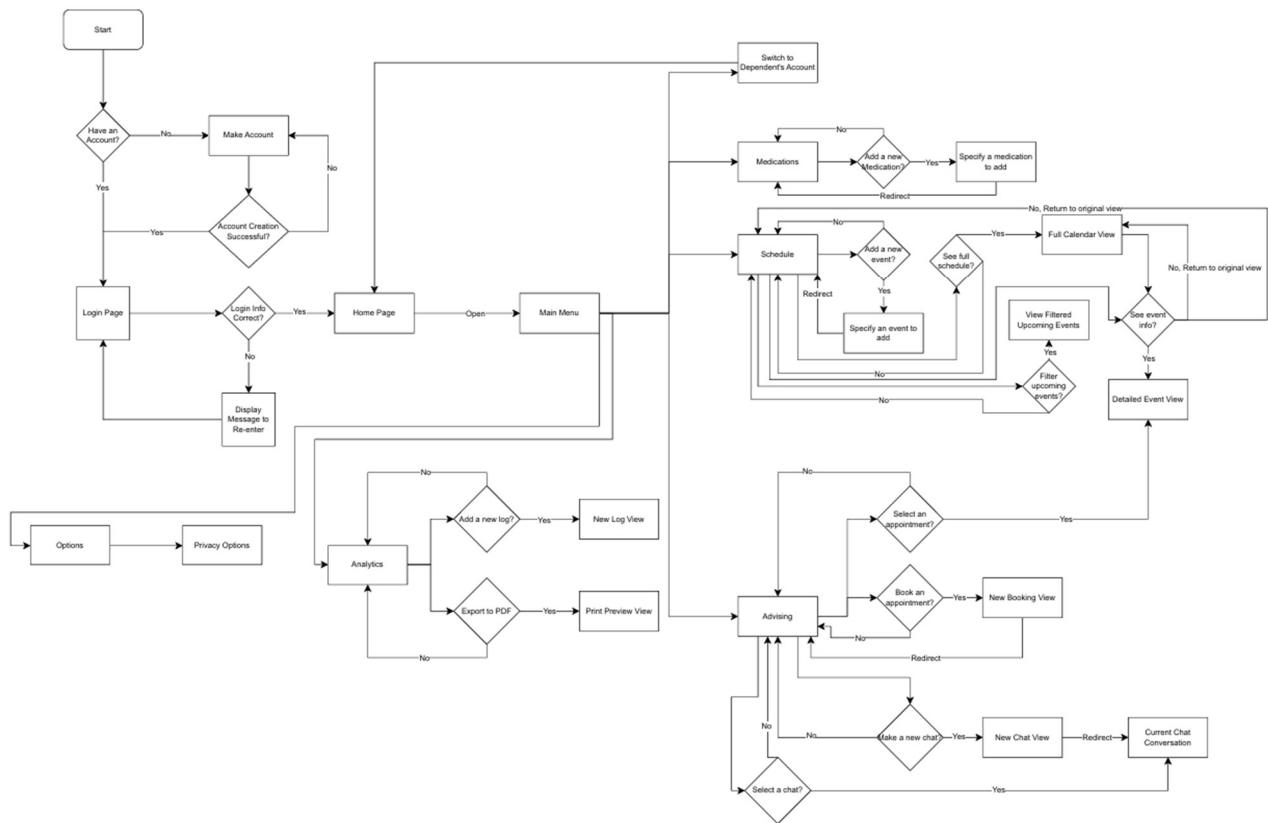 Start
Switch to
Dependent's Account
Have an
Account?
No
Make Account
No
Yes
Account Creation
Successful?
Yes
Login Page
Login Info
Correct?
Yes
Home Page
Open
Main Menu
No
Display
Message to
Re-enter
No
Medications
Add a new
Medication?
Yes
Specify a medication
to add
Redirect
No, Return to original view
No
Schedule
Add a new
event?
Yes
Redirect
Specify an event to
add
See full
schedule?
Yes
Full Calendar View
No, Return to original view
View Filtered
Upcoming Events
See event
info?
Yes
No
Yes
Filter
upcoming
events?
No
Detailed Event View
Options
Privacy Options
No
Add a new log?
Yes
New Log View
Analytics
Export to PDF
Yes
Print Preview View
No
No
Select an
appointment?
Yes
Book an
appointment?
Yes
New Booking View
Advising
No
Redirect
No
No
Make a new chat?
Yes
New Chat View
Redirect
Current Chat
Conversation
Select a chat?
Yes